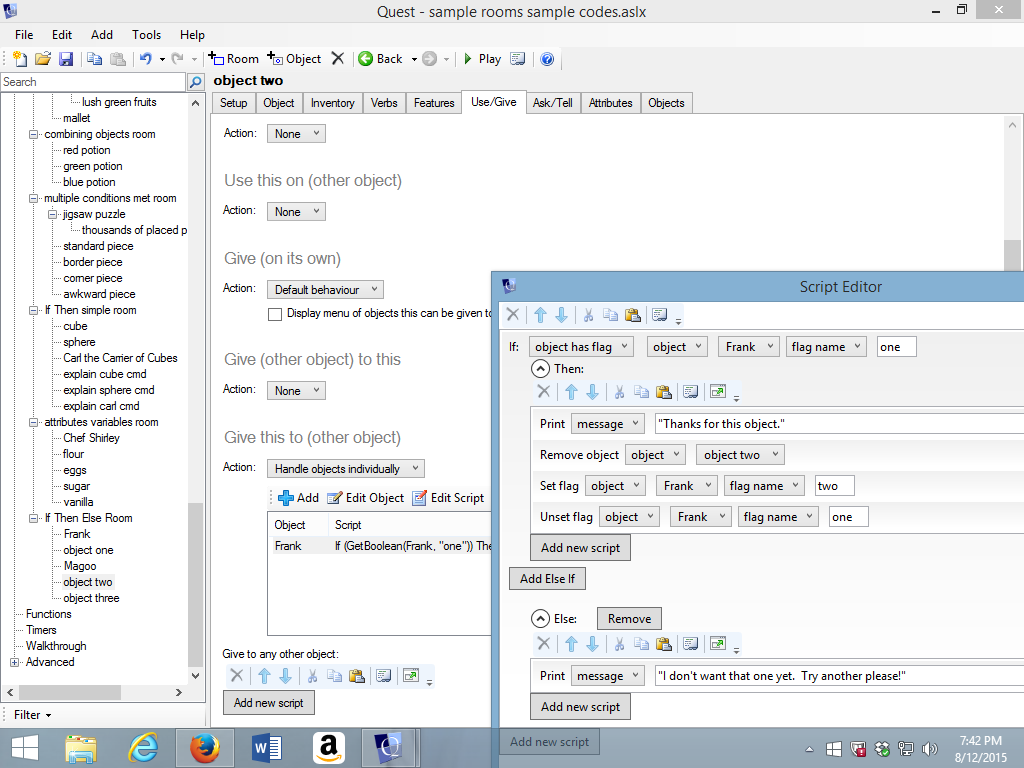 Quest - sample rooms sample codes.aslx
File Edit Add Tools Help
Room Object Back Play
Search
object two
Setup Object Inventory Verbs Features Use/Give Ask/Tell Attributes Objects
lush green fruits
mallet
combining objects room
red potion
green potion
blue potion
multiple conditions met room
jigsaw puzzle
thousands of placed p
standard piece
border piece
corner piece
awkward piece
If Then simple room
cube
sphere
Carl the Carrier of Cubes
explain cube cmd
explain sphere cmd
explain carl cmd
attributes variables room
Chef Shirley
flour
eggs
sugar
vanilla
If Then Else Room
Frank
object one
Magoo
object two
object three
Functions
Timers
Walkthrough
Advanced
Filter
Action: None
Use this on (other object)
Action: None
Give (on its own)
Action: Default behaviour
Display menu of objects this can be given to
Give (other object) to this
Action: None
Give this to (other object)
Action: Handle objects individually
Add Edit Object Edit Script
Object Script
Frank If (GetBoolean(Frank, "one")) The
Give to any other object:
Add new script
Script Editor
If: object has flag object Frank flag name one
Then:
Print message "Thanks for this object."
Remove object object object two
Set flag object Frank flag name two
Unset flag object Frank flag name one
Add new script
Add Else If
Else: Remove
Print message "I don't want that one yet.  Try another please!"
Add new script
Add new script
7:42 PM
8/12/2015